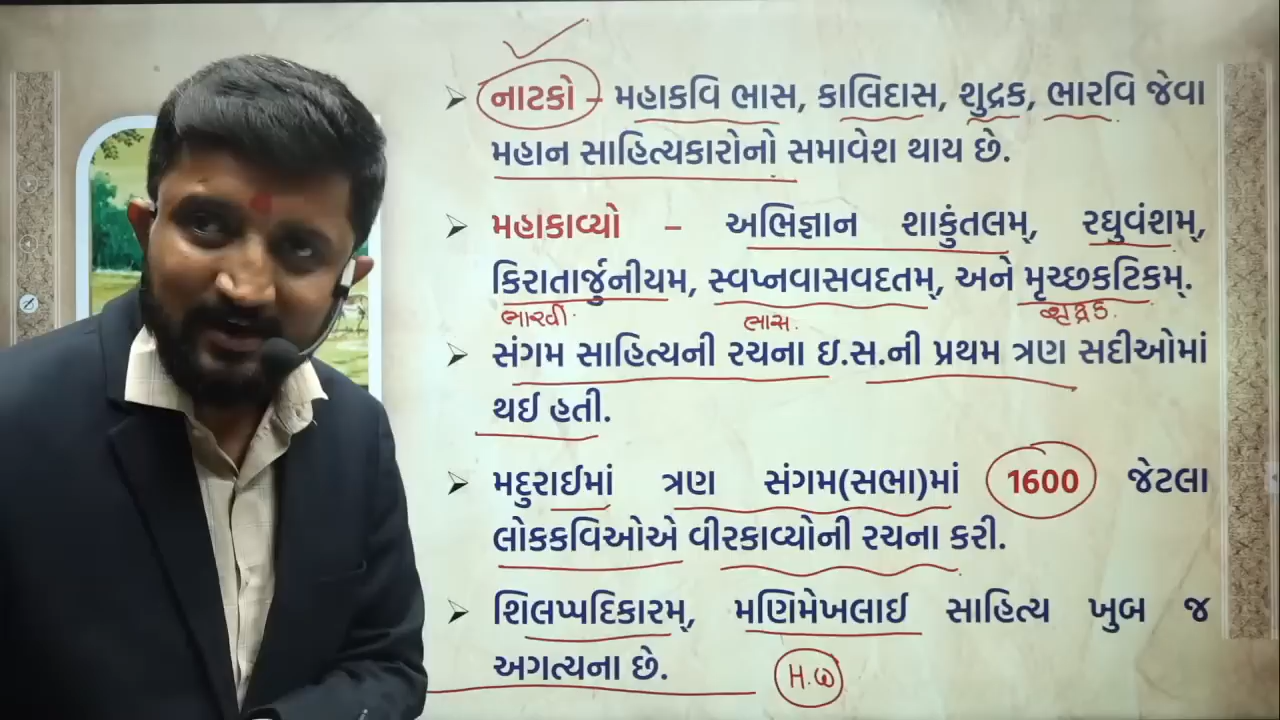 નાટકો – મહાકવિ ભાસ, કાલિદાસ, શુદ્રક, ભારવિ જેવા
મહાન સાહિત્યકારોનો સમાવેશ થાય છે.
મહાકાવ્યો – અભિજ્ઞાન શાકુંતલમ્, રઘુવંશમ્,
કિરાતાર્જુનીયમ, સ્વપ્નવાસવદતમ્, અને મૃચ્છકટિકમ્.
ભારવી. ભાસ. શુદ્રક.
સંગમ સાહિત્યની રચના ઇ.સ.ની પ્રથમ ત્રણ સદીઓમાં
થઈ હતી.
મદુરાઈમાં ત્રણ સંગમ(સભા)માં 1600 જેટલા
લોકકવિઓએ વીરકાવ્યોની રચના કરી.
શિલપ્પદિકારમ્, મણિમેખલાઈ સાહિત્ય ખુબ જ
અગત્યના છે.
H.W